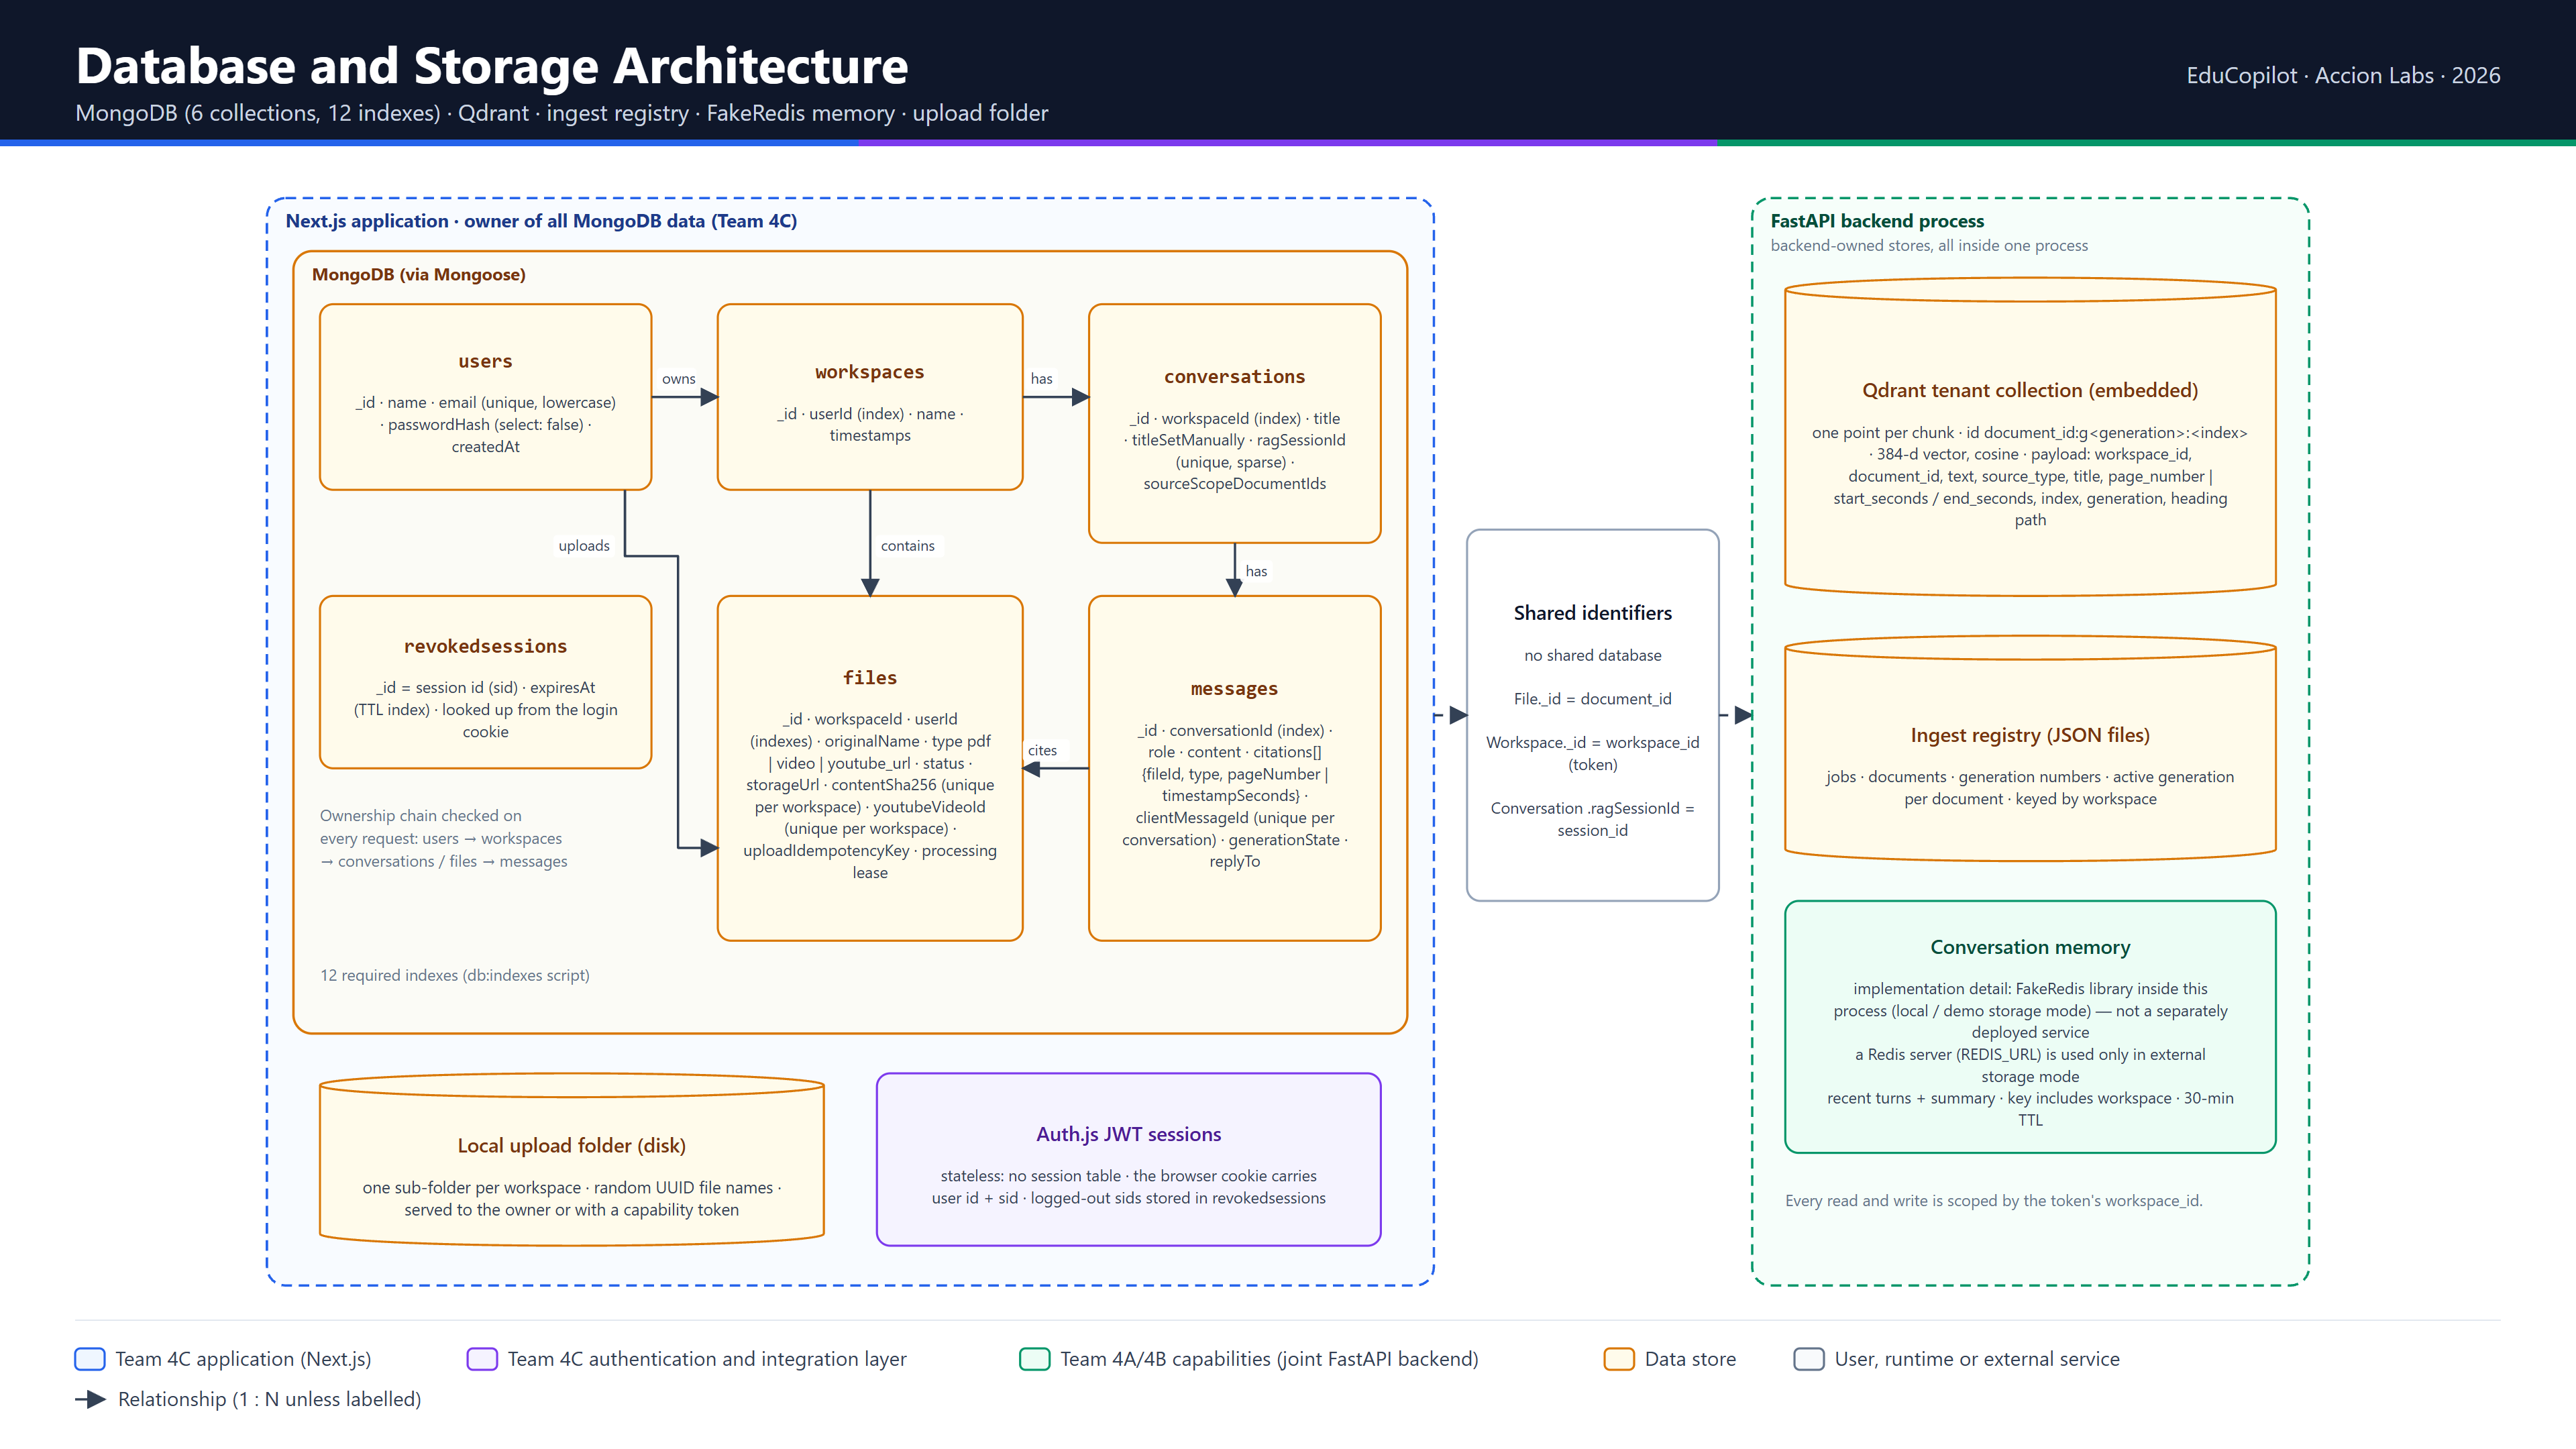 Database and Storage Architecture
MongoDB (6 collections, 12 indexes) · Qdrant · ingest registry · FakeRedis memory · upload folder
EduCopilot · Accion Labs · 2026
Next.js application · owner of all MongoDB data (Team 4C)
MongoDB (via Mongoose)
users
_id · name · email (unique, lowercase)
· passwordHash (select: false) ·
createdAt
owns
workspaces
_id · userId (index) · name ·
timestamps
has
conversations
_id · workspaceId (index) · title
· titleSetManually · ragSessionId
(unique, sparse) ·
sourceScopeDocumentIds
uploads
contains
has
revokedsessions
_id = session id (sid) · expiresAt
(TTL index) · looked up from the login
cookie
Ownership chain checked on
every request: users → workspaces
→ conversations / files → messages
12 required indexes (db:indexes script)
files
_id · workspaceId · userId
(indexes) · originalName · type pdf
| video | youtube_url · status ·
storageUrl · contentSha256 (unique
per workspace) · youtubeVideoId
(unique per workspace) ·
uploadIdempotencyKey · processing
lease
cites
messages
_id · conversationId (index) ·
role · content · citations[]
{fileId, type, pageNumber |
timestampSeconds} ·
clientMessageId (unique per
conversation) · generationState ·
replyTo
Local upload folder (disk)
one sub-folder per workspace · random UUID file names ·
served to the owner or with a capability token
Auth.js JWT sessions
stateless: no session table · the browser cookie carries
user id + sid · logged-out sids stored in revokedsessions
Shared identifiers
no shared database
File._id = document_id
Workspace._id = workspace_id
(token)
Conversation .ragSessionId =
session_id
FastAPI backend process
backend-owned stores, all inside one process
Qdrant tenant collection (embedded)
one point per chunk · id document_id:g<generation>:<index>
· 384-d vector, cosine · payload: workspace_id,
document_id, text, source_type, title, page_number |
start_seconds / end_seconds, index, generation, heading
path
Ingest registry (JSON files)
jobs · documents · generation numbers · active generation
per document · keyed by workspace
Conversation memory
implementation detail: FakeRedis library inside this
process (local / demo storage mode) — not a separately
deployed service
a Redis server (REDIS_URL) is used only in external
storage mode
recent turns + summary · key includes workspace · 30-min
TTL
Every read and write is scoped by the token's workspace_id.
Team 4C application (Next.js)
Team 4C authentication and integration layer
Team 4A/4B capabilities (joint FastAPI backend)
Data store
User, runtime or external service
Relationship (1 : N unless labelled)